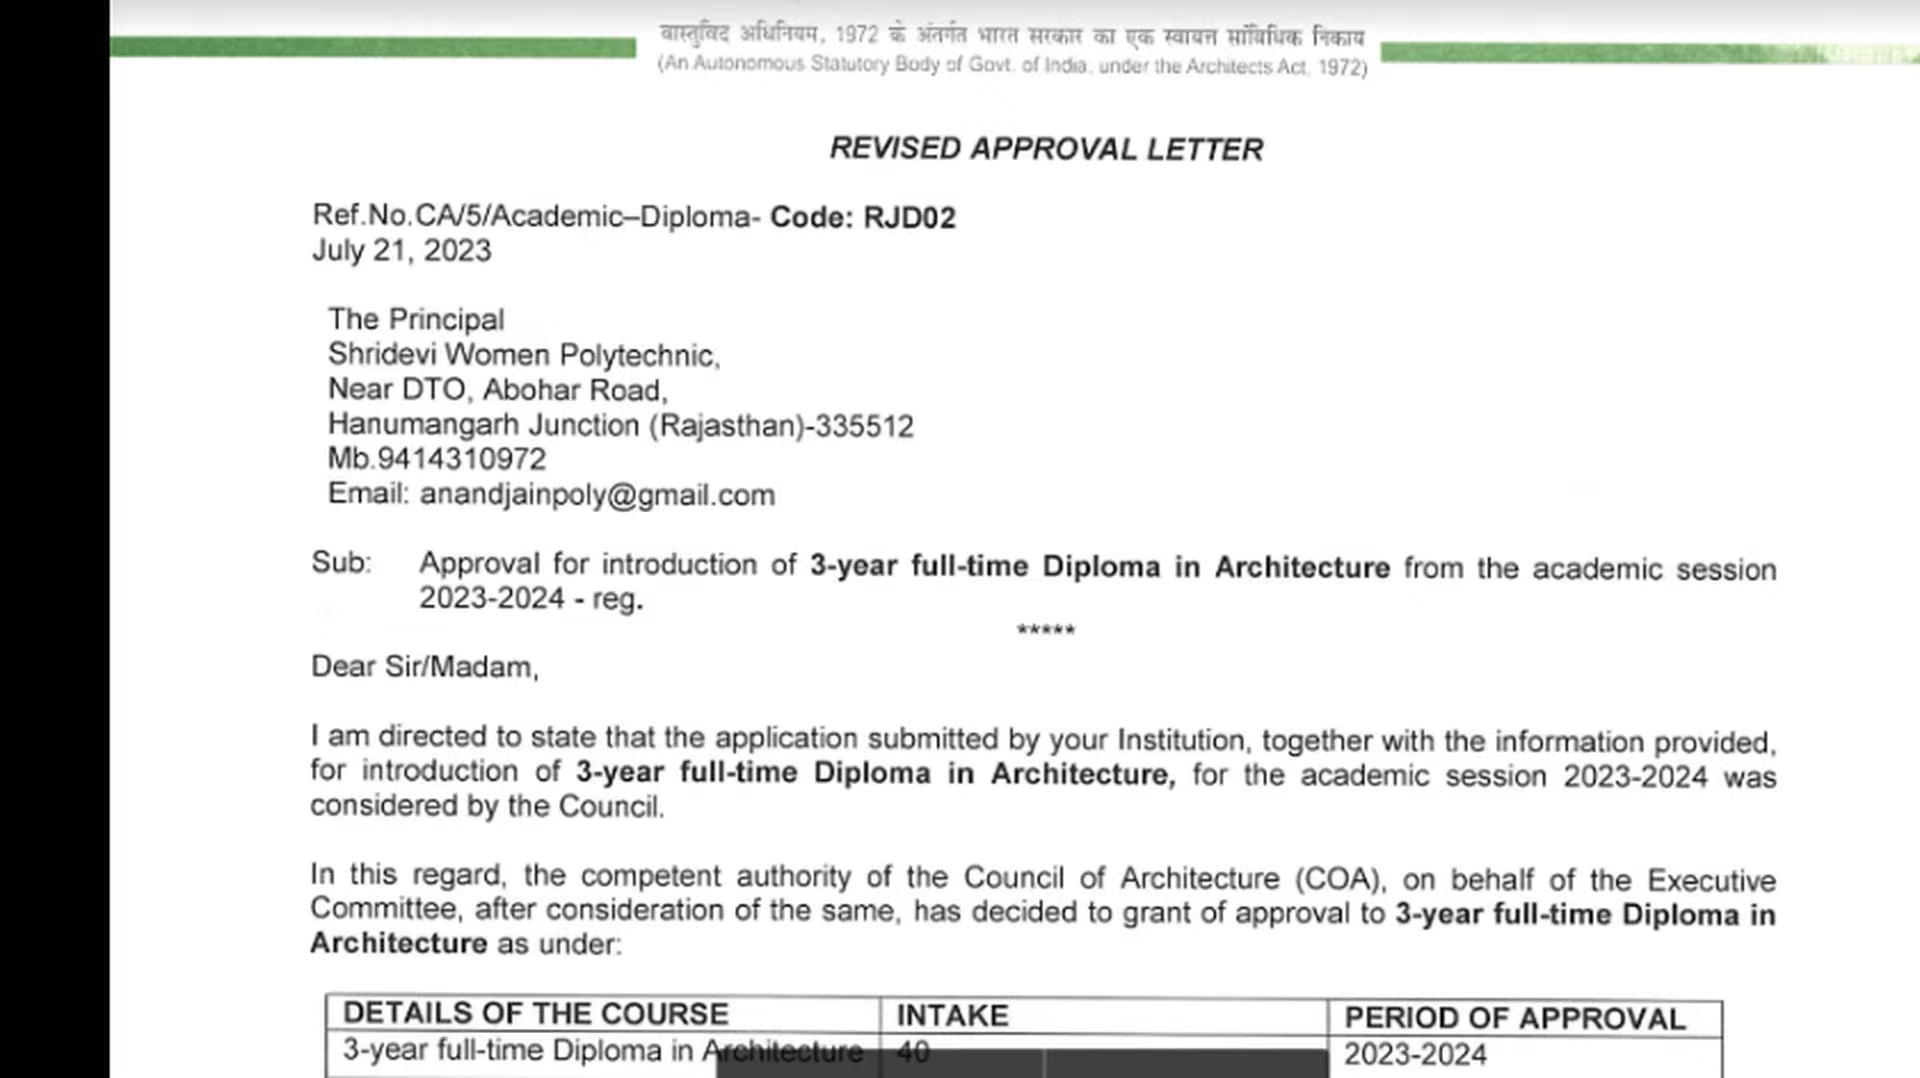 वास्तुविद अधिनियम, 1972 के अंतर्गत भारत सरकार का एक स्वायत्त सांविधिक निकाय
(An Autonomous Statutory Body of Govt. of India, under the Architects Act, 1972)
REVISED APPROVAL LETTER
Ref.No.CA/5/Academic–Diploma- Code: RJD02
July 21, 2023
The Principal
Shridevi Women Polytechnic,
Near DTO, Abohar Road,
Hanumangarh Junction (Rajasthan)-335512
Mb.9414310972
Email: anandjainpoly@gmail.com
Sub: Approval for introduction of 3-year full-time Diploma in Architecture from the academic session
2023-2024 - reg.
*****
Dear Sir/Madam,
I am directed to state that the application submitted by your Institution, together with the information provided,
for introduction of 3-year full-time Diploma in Architecture, for the academic session 2023-2024 was
considered by the Council.
In this regard, the competent authority of the Council of Architecture (COA), on behalf of the Executive
Committee, after consideration of the same, has decided to grant of approval to 3-year full-time Diploma in
Architecture as under:
DETAILS OF THE COURSE INTAKE PERIOD OF APPROVAL
3-year full-time Diploma in Architecture 40 2023-2024